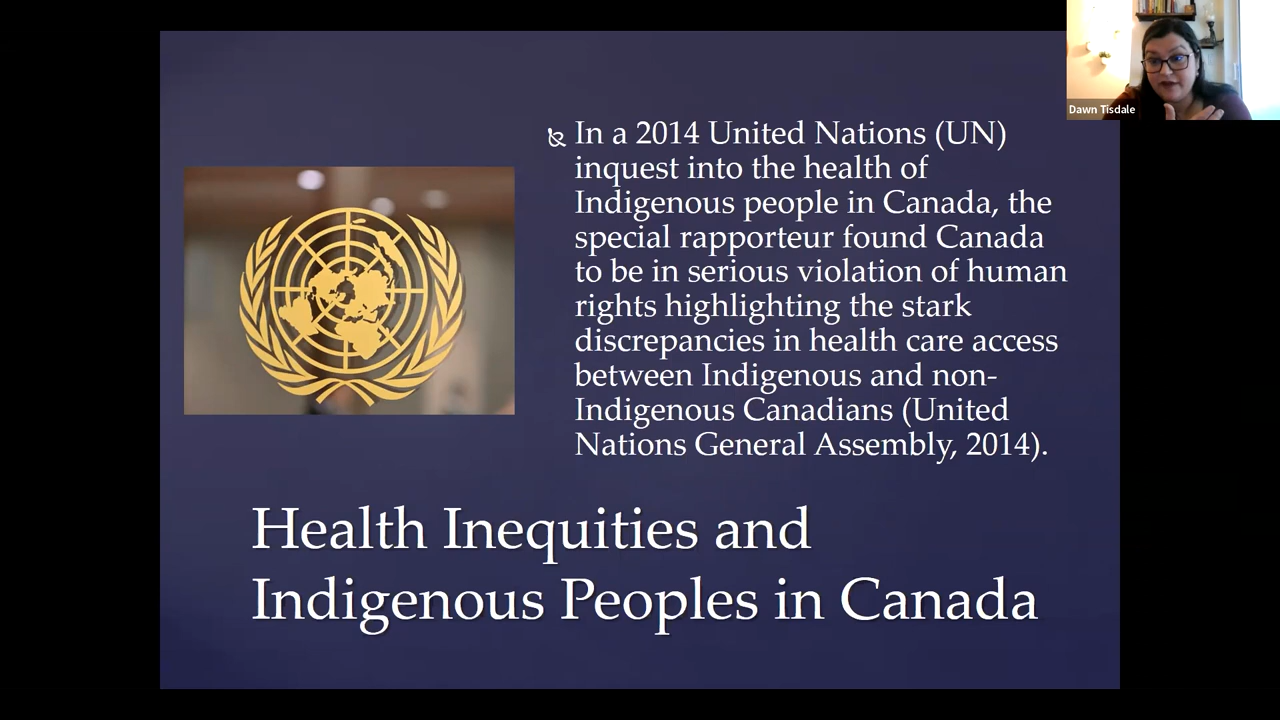 Dawn Tisdale
In a 2014 United Nations (UN)
inquest into the health of
Indigenous people in Canada, the
special rapporteur found Canada
to be in serious violation of human
rights highlighting the stark
discrepancies in health care access
between Indigenous and non-
Indigenous Canadians (United
Nations General Assembly, 2014).
Health Inequities and
Indigenous Peoples in Canada